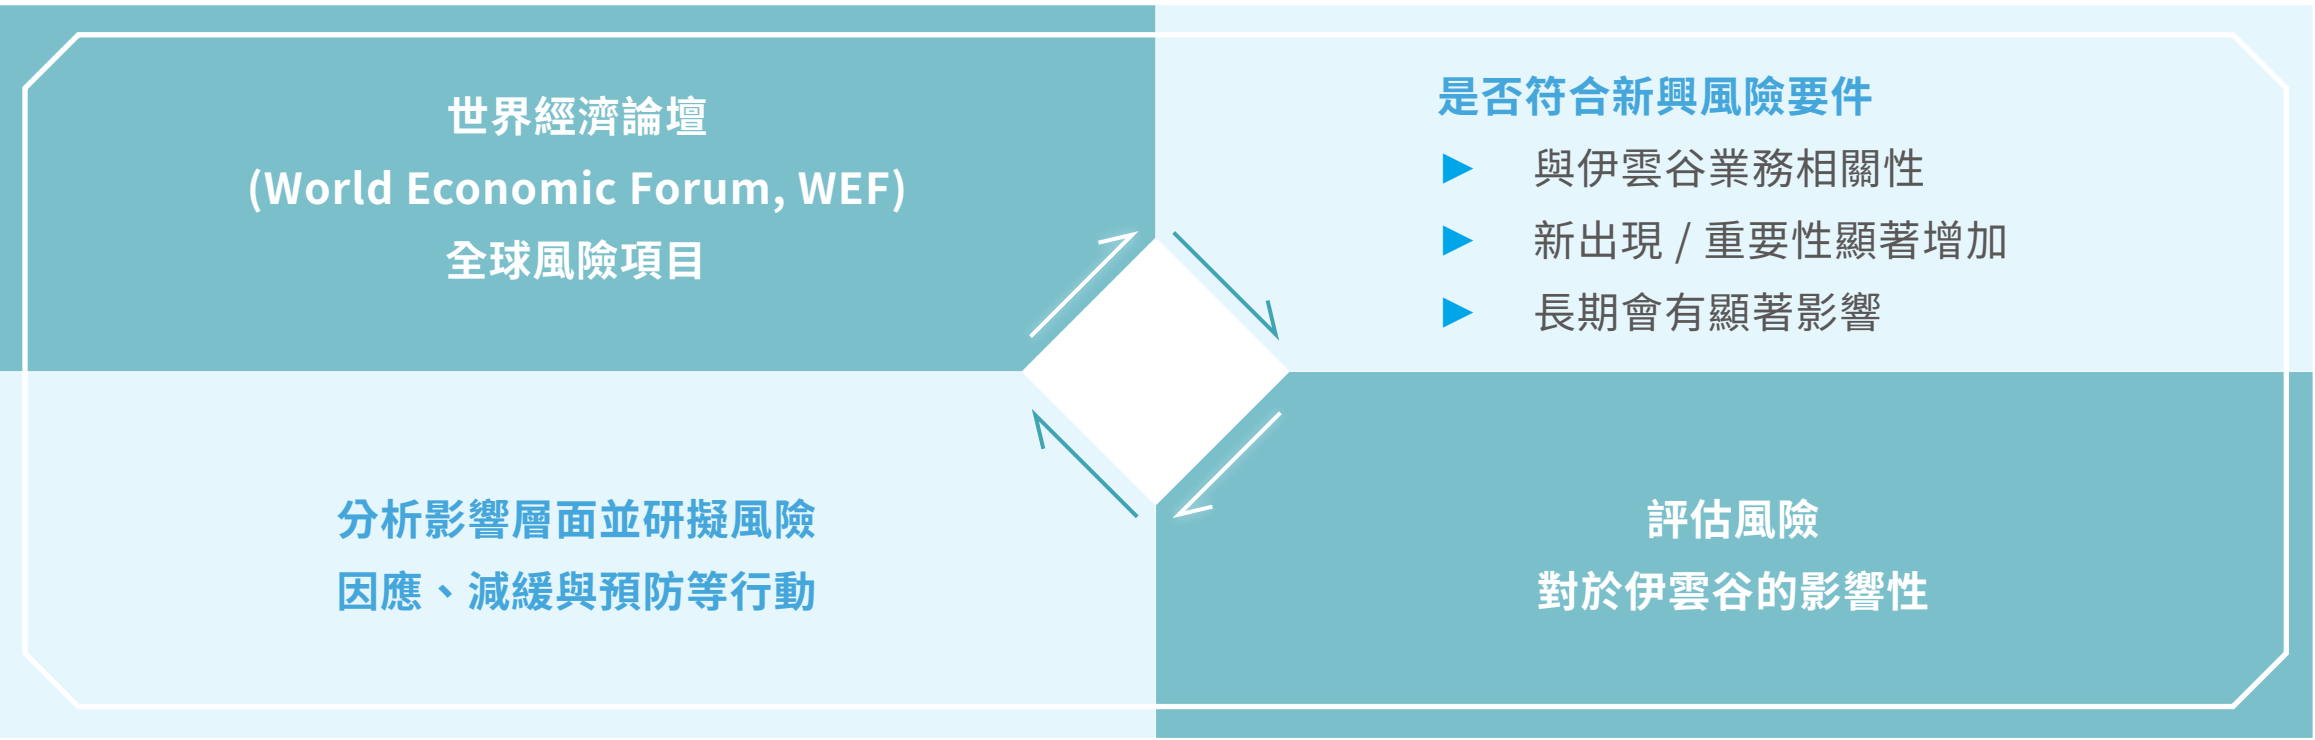 世界經濟論壇
(World Economic Forum, WEF)
全球風險項目
是否符合新興風險要件
► 與伊雲谷業務相關性
► 新出現 / 重要性顯著增加
► 長期會有顯著影響
分析影響層面並研擬風險
因應、減緩與預防等行動
評估風險
對於伊雲谷的影響性